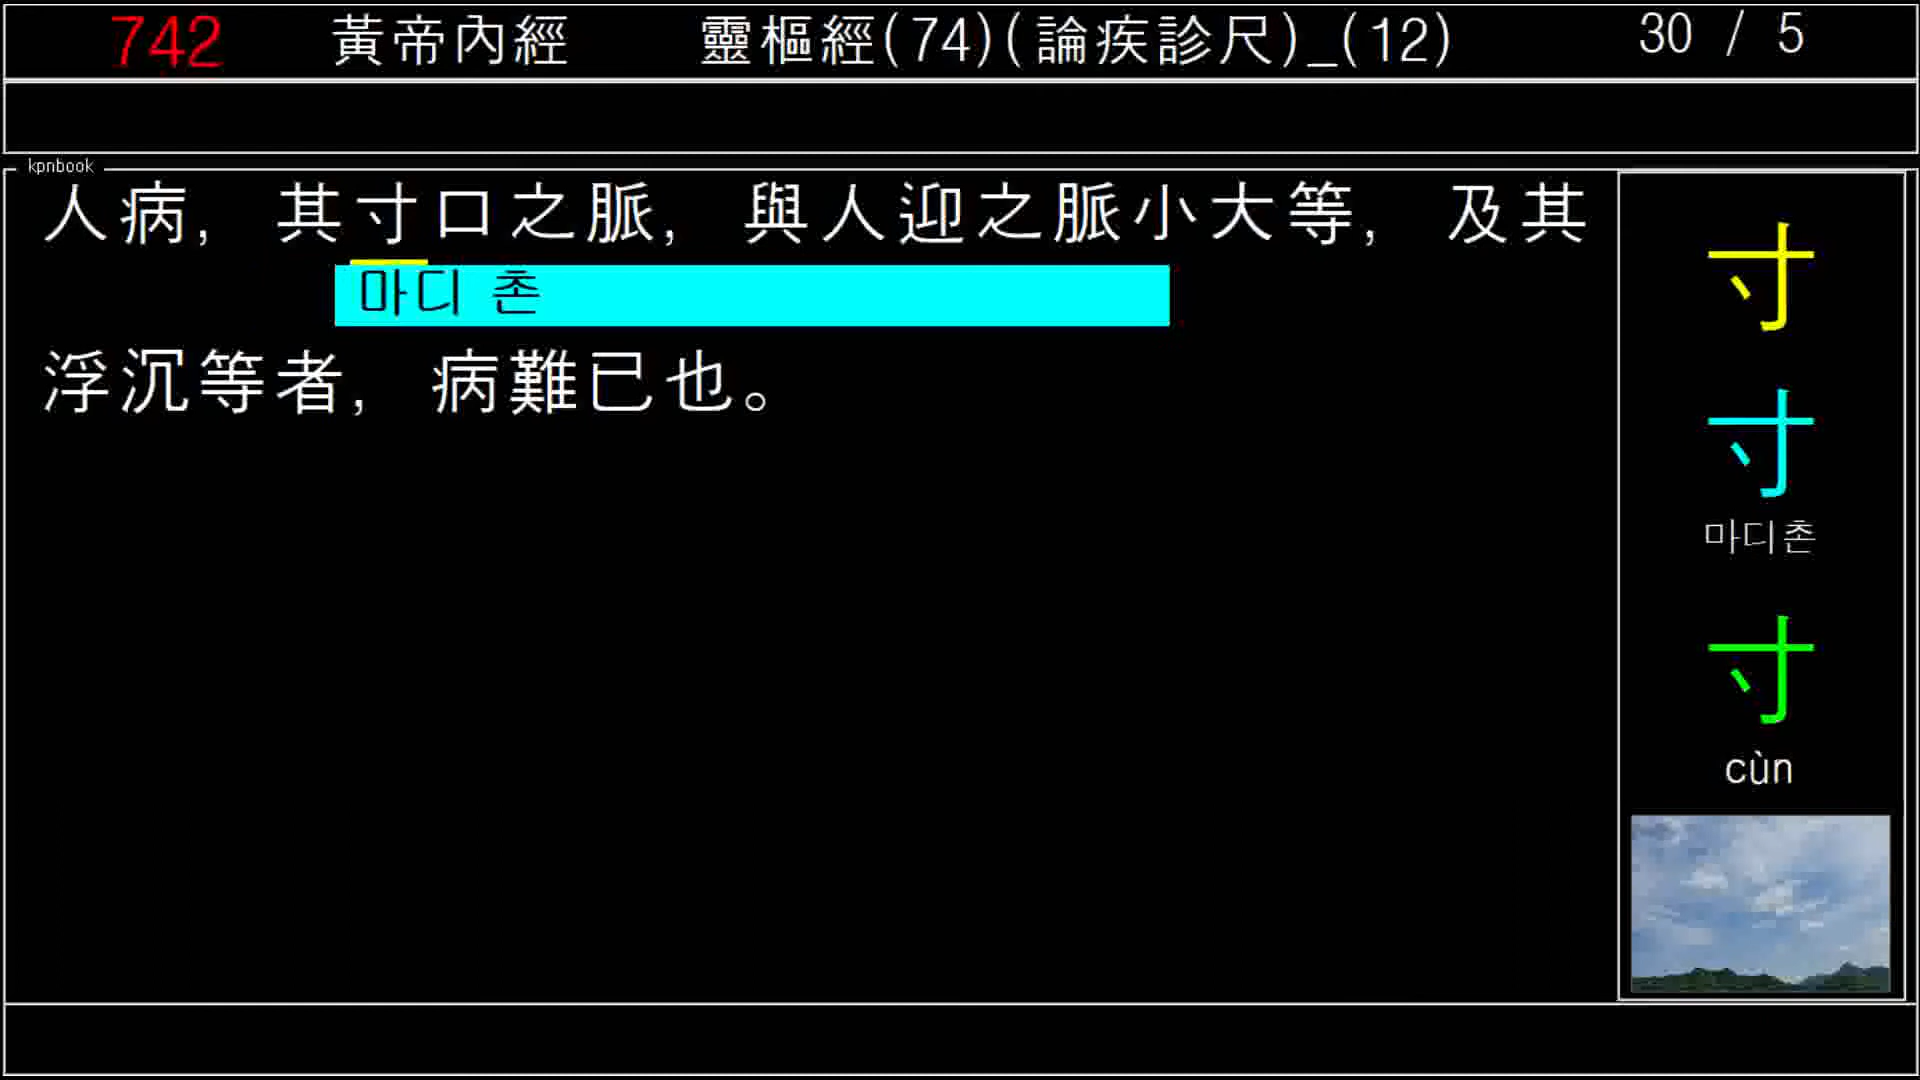 742 黃帝內經 靈樞經(74)(論疾診尺)_(12) 30 / 5
kpnbook
人病, 其寸口之脈, 與人迎之脈小大等, 及其
마디 촌
浮沉等者, 病難已也。
寸
寸
마디촌
寸
cùn